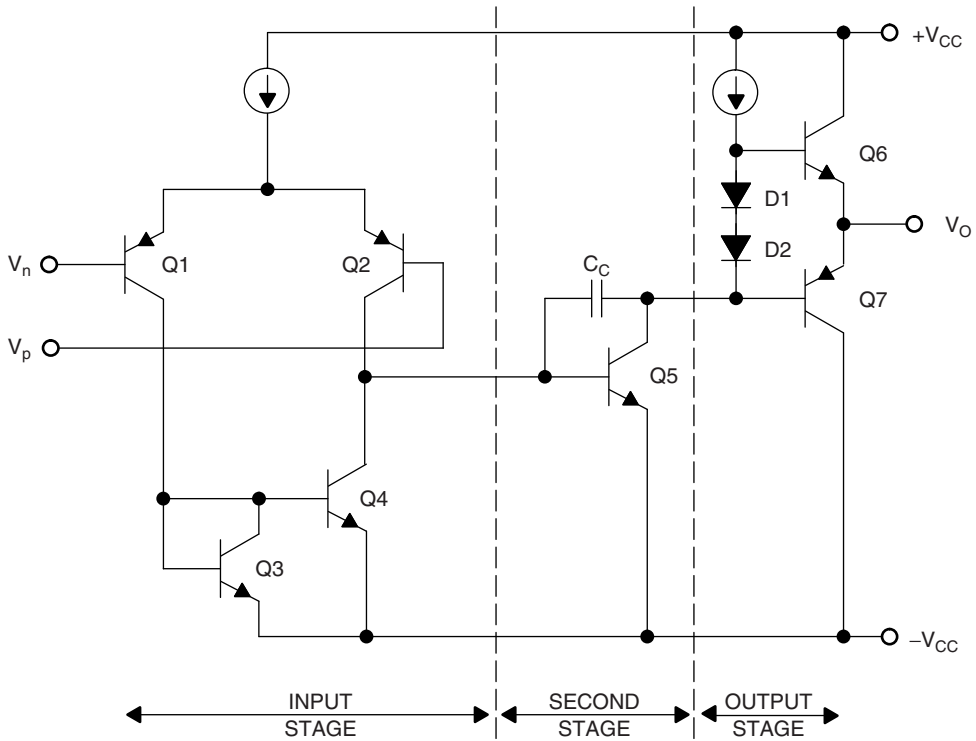 +VCC
Q6
D1
VO
D2
Vn
Q1
Q2
CC
Q7
Vp
Q5
Q4
Q3
−VCC
INPUT
STAGE
SECOND
STAGE
OUTPUT
STAGE